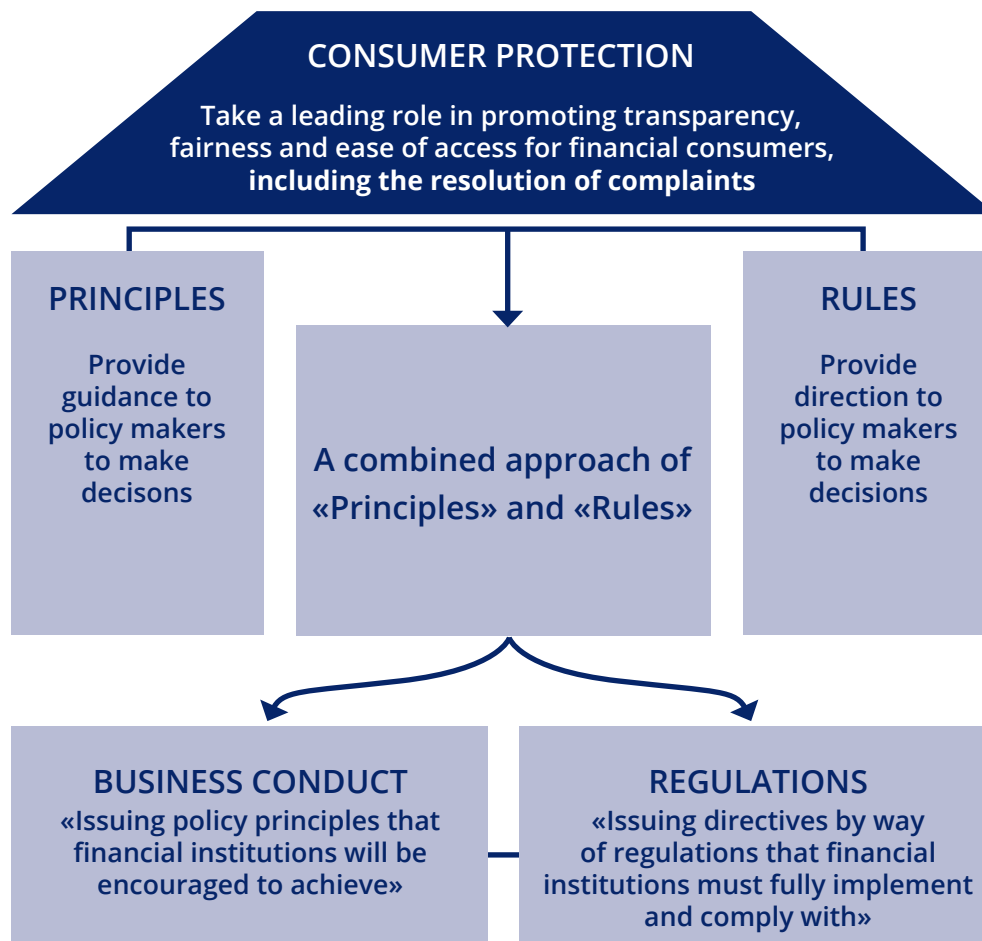 CONSUMER PROTECTION
Take a leading role in promoting transparency,
fairness and ease of access for financial consumers,
including the resolution of complaints
PRINCIPLES
Provide
guidance to
policy makers
to make
decisons
A combined approach of
«Principles» and «Rules»
RULES
Provide
direction to
policy makers
to make
decisions
BUSINESS CONDUCT
«Issuing policy principles that
financial institutions will be
encouraged to achieve»
REGULATIONS
«Issuing directives by way
of regulations that financial
institutions must fully implement
and comply with»